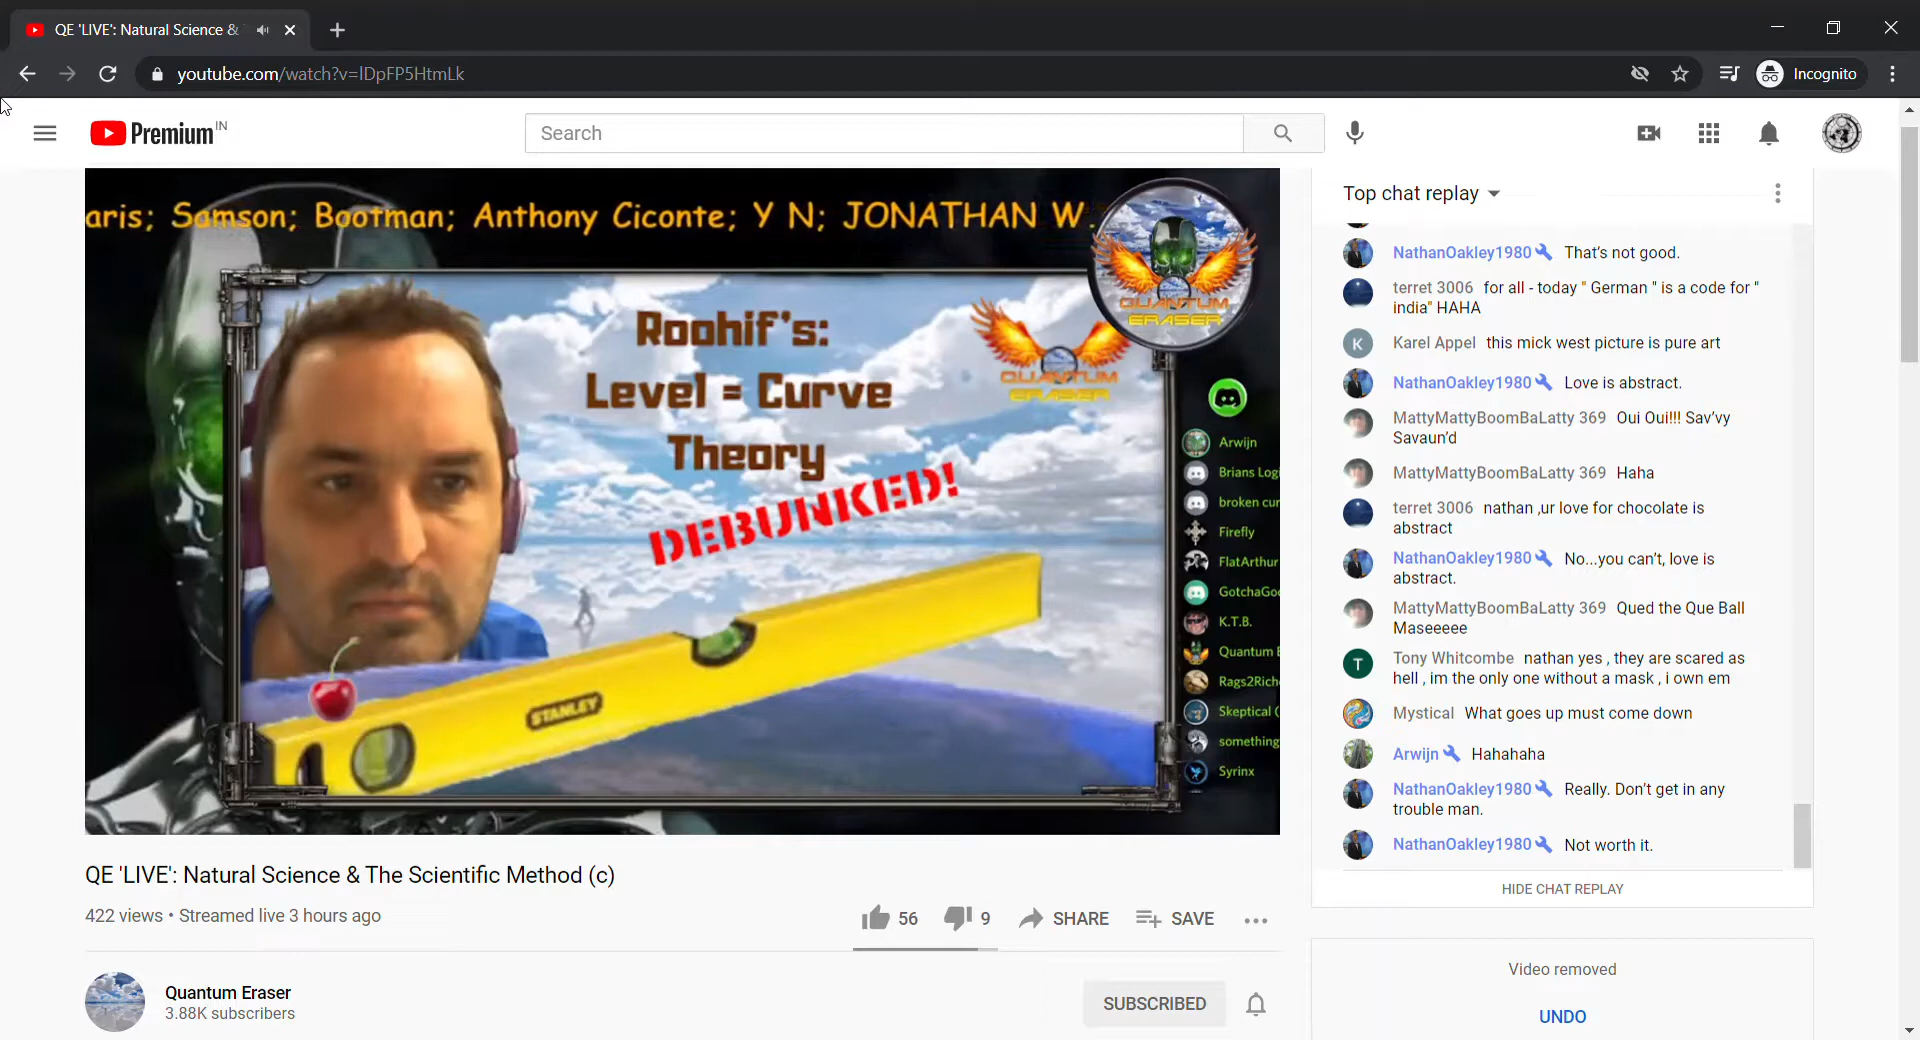 QE 'LIVE': Natural Science &
youtube.com/watch?v=lDpFP5HtmLk
Incognito
Premium IN
Search
aris; Samson; Bootman; Anthony Ciconte; Y N; JONATHAN W.
QUANTUM
ERASER
Roohif's:
Level = Curve
Theory
DEBUNKED!
QUANTUM
ERASER
STANLEY
Arwijn
Brians Logi
broken cur
Firefly
FlatArthur
GotchaGo
K.T.B.
Quantum E
Rags2Rich
Skeptical (
something
Syrinx
QE 'LIVE': Natural Science & The Scientific Method (c)
422 views • Streamed live 3 hours ago
56
9
SHARE
SAVE
Quantum Eraser
3.88K subscribers
SUBSCRIBED
Top chat replay
NathanOakley1980 That's not good.
terret 3006 for all - today " German " is a code for "
india" HAHA
K
Karel Appel this mick west picture is pure art
NathanOakley1980 Love is abstract.
MattyMattyBoomBaLatty 369 Oui Oui!!! Sav'vy
Savaun'd
MattyMattyBoomBaLatty 369 Haha
terret 3006 nathan ,ur love for chocolate is
abstract
NathanOakley1980 No...you can't, love is
abstract.
MattyMattyBoomBaLatty 369 Qued the Que Ball
Maseeeee
T
Tony Whitcombe nathan yes , they are scared as
hell , im the only one without a mask , i own em
Mystical What goes up must come down
Arwijn Hahahaha
NathanOakley1980 Really. Don't get in any
trouble man.
NathanOakley1980 Not worth it.
HIDE CHAT REPLAY
Video removed
UNDO